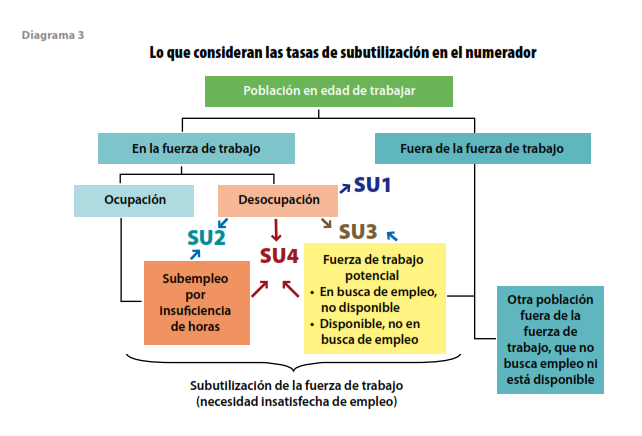 Diagrama 3
Lo que consideran las tasas de subutilización en el numerador
Población en edad de trabajar
En la fuerza de trabajo
Fuera de la fuerza de trabajo
Ocupación
Desocupación
SU1
SU2
SU3
SU4
Subempleo
por
insuficiencia
de horas
Fuerza de trabajo
potencial
• En busca de empleo,
no disponible
• Disponible, no en
busca de empleo
Otra población
fuera de la
fuerza de
trabajo, que no
busca empleo ni
está disponible
Subutilización de la fuerza de trabajo
(necesidad insatisfecha de empleo)